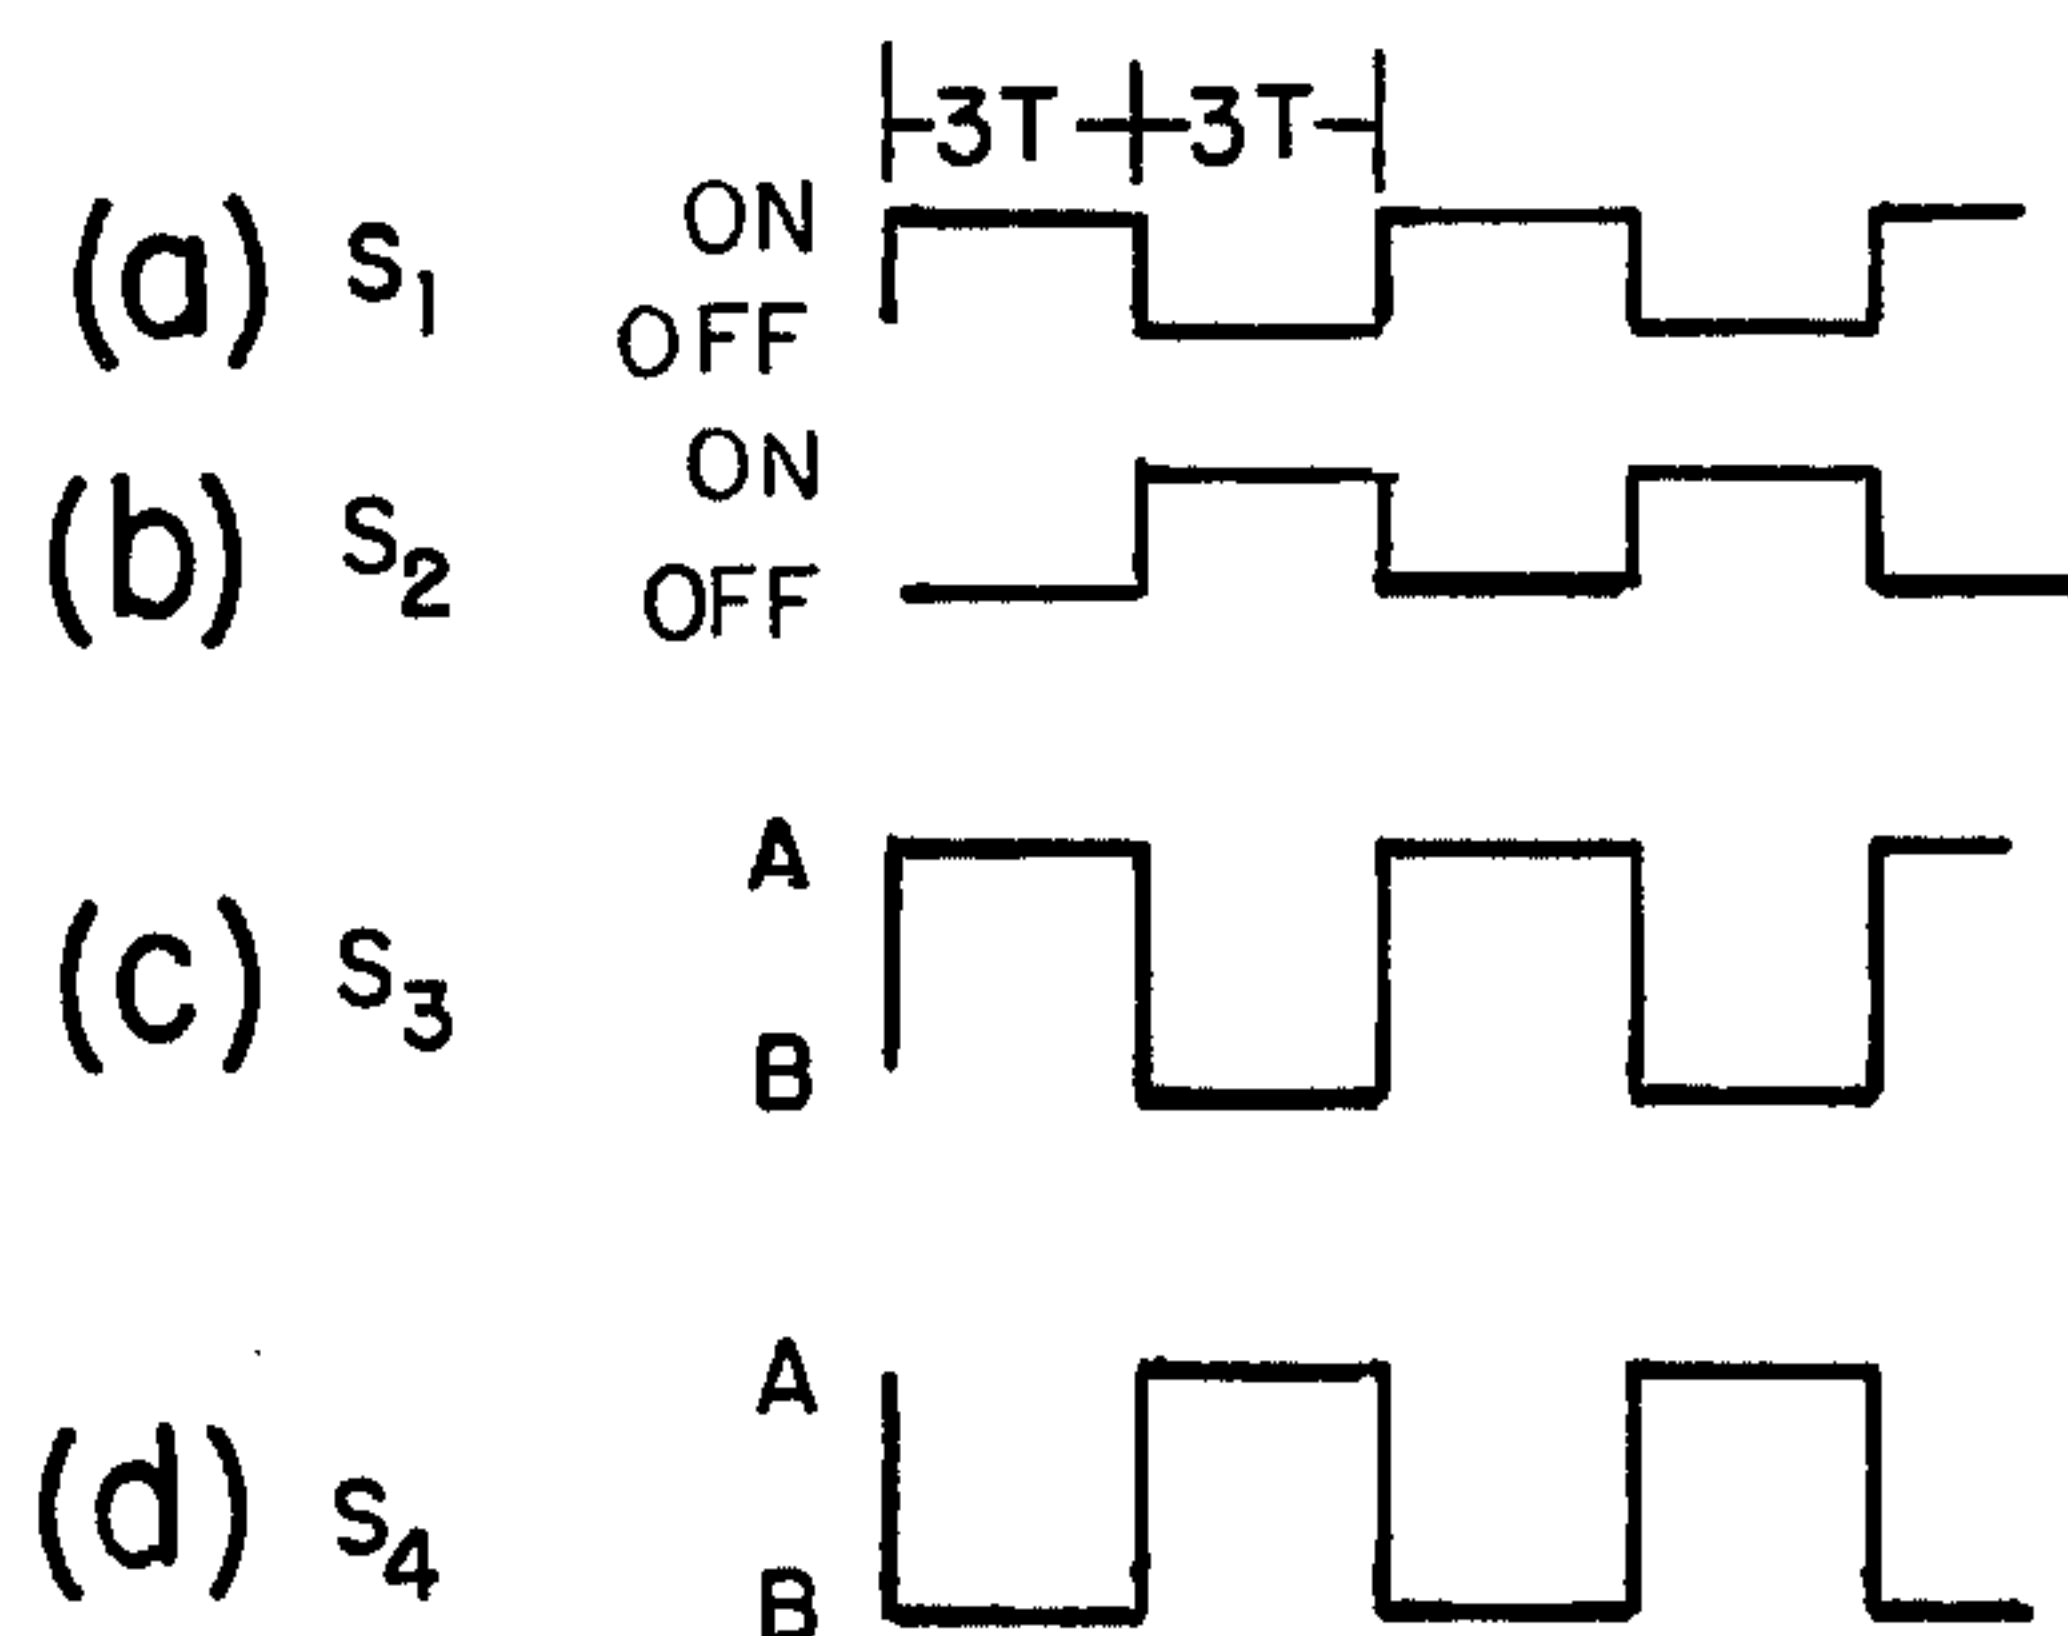 3T 3T
(a) S1 ON
OFF
(b) S2 ON
OFF
(c) S3 A
B
(d) S4 A
B